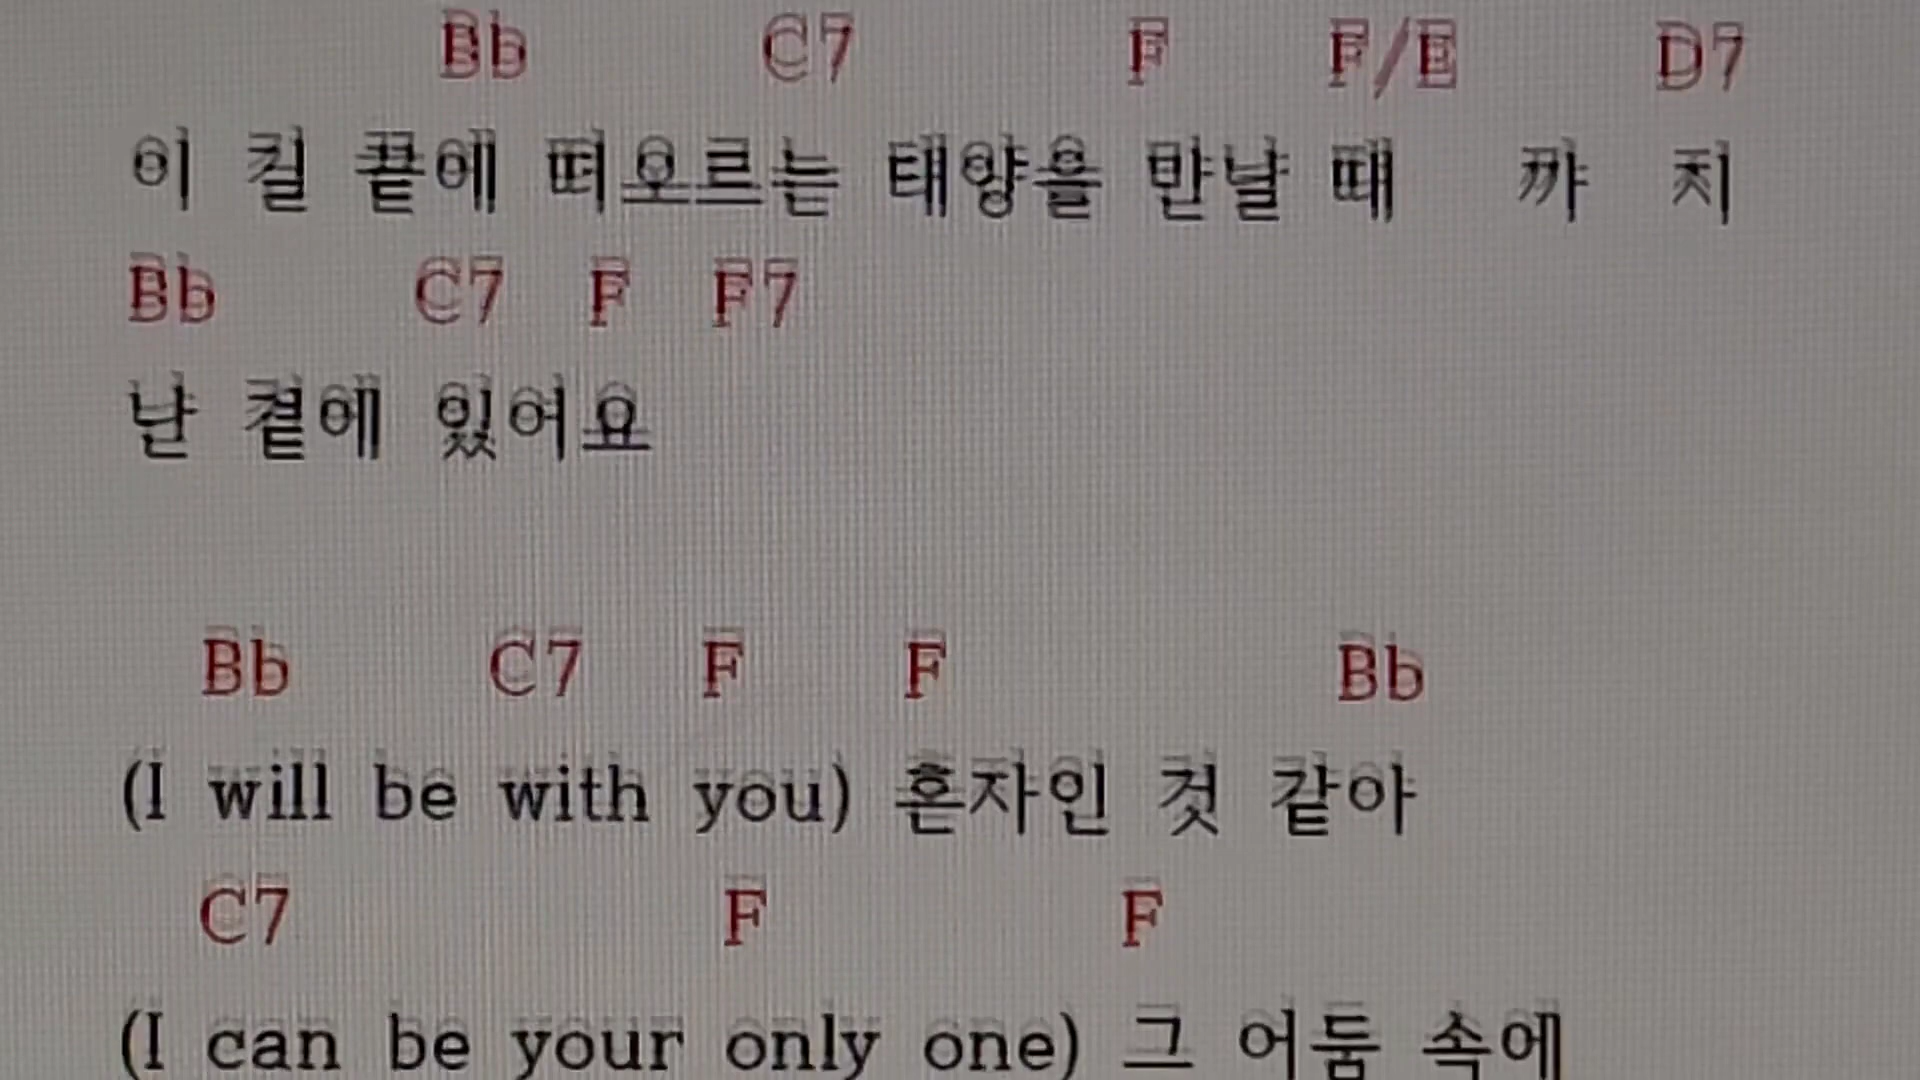 Bb C7 F F/E D7
이 길 끝에 떠오르는 태양을 만날 때 까 지
Bb C7 F F7
난 곁에 있어요
Bb C7 F F Bb
(I will be with you) 혼자인 것 같아
C7 F F
(I can be your only one) 그 어둠 속에